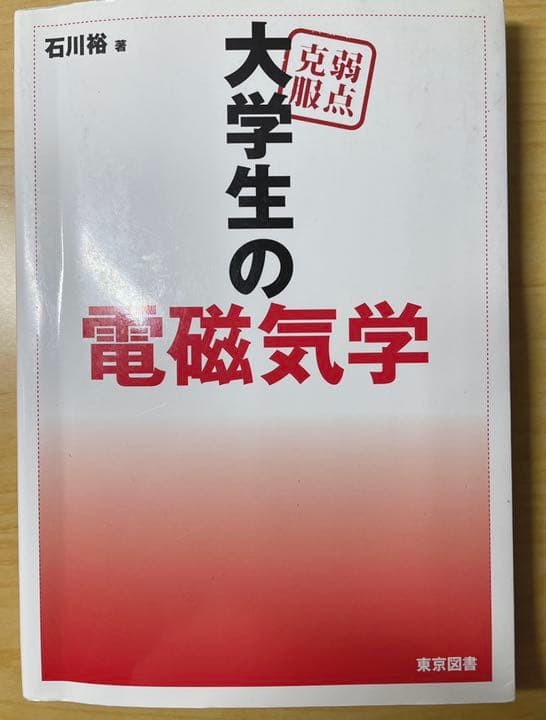 石川裕 著
弱点
克服
大学生の
電磁気学
東京図書